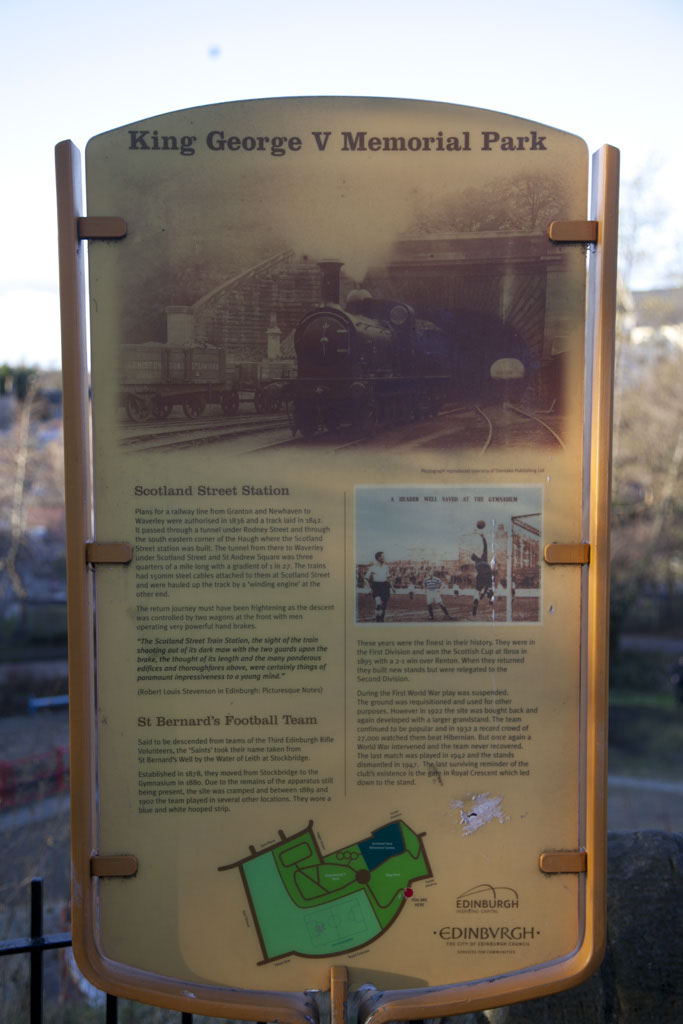 King George V Memorial Park
Photograph reproduced courtesy of Oakwood Publishing Ltd
Scotland Street Station
Plans for a railway line from Granton and Newhaven to
Waverley were authorised in 1836 and a track laid in 1842.
It passed through a tunnel under Rodney Street and through
the south eastern corner of the Haugh where the Scotland
Street station was built. The tunnel from there to Waverley
under Scotland Street and St Andrew Square was three
quarters of a mile long with a gradient of 1 in 27. The trains
had 150mm steel cables attached to them at Scotland Street
and were hauled up the track by a 'winding engine' at the
other end.
The return journey must have been frightening as the descent
was controlled by two wagons at the front with men
operating very powerful hand brakes.
"The Scotland Street Train Station, the sight of the train
shooting out of its dark maw with the two guards upon the
brake, the thought of its length and the many ponderous
edifices and thoroughfares above, were certainly things of
paramount impressiveness to a young mind."
(Robert Louis Stevenson in Edinburgh: Picturesque Notes)
St Bernard's Football Team
Said to be descended from teams of the Third Edinburgh Rifle
Volunteers, the 'Saints' took their name taken from
St Bernard's Well by the Water of Leith at Stockbridge.
Established in 1878, they moved from Stockbridge to the
Gymnasium in 1880. Due to the remains of the apparatus still
being present, the site was cramped and between 1889 and
1902 the team played in several other locations. They wore a
blue and white hooped strip.
A HEADER WELL SAVED AT THE GYMNASIUM
These years were the finest in their history. They were in
the First Division and won the Scottish Cup at Ibrox in
1895 with a 2-1 win over Renton. When they returned
they built new stands but were relegated to the
Second Division.
During the First World War play was suspended.
The ground was requisitioned and used for other
purposes. However in 1922 the site was bought back and
again developed with a larger grandstand. The team
continued to be popular and in 1932 a record crowd of
27,000 watched them beat Hibernian. But once again a
World War intervened and the team never recovered.
The last match was played in 1942 and the stands
dismantled in 1947. The last surviving reminder of the
club's existence is the gate in Royal Crescent which led
down to the stand.
YOU ARE
HERE
EDINBURGH
INSPIRING CAPITAL
·EDINBVRGH·
THE CITY OF EDINBURGH COUNCIL
SERVICES FOR COMMUNITIES